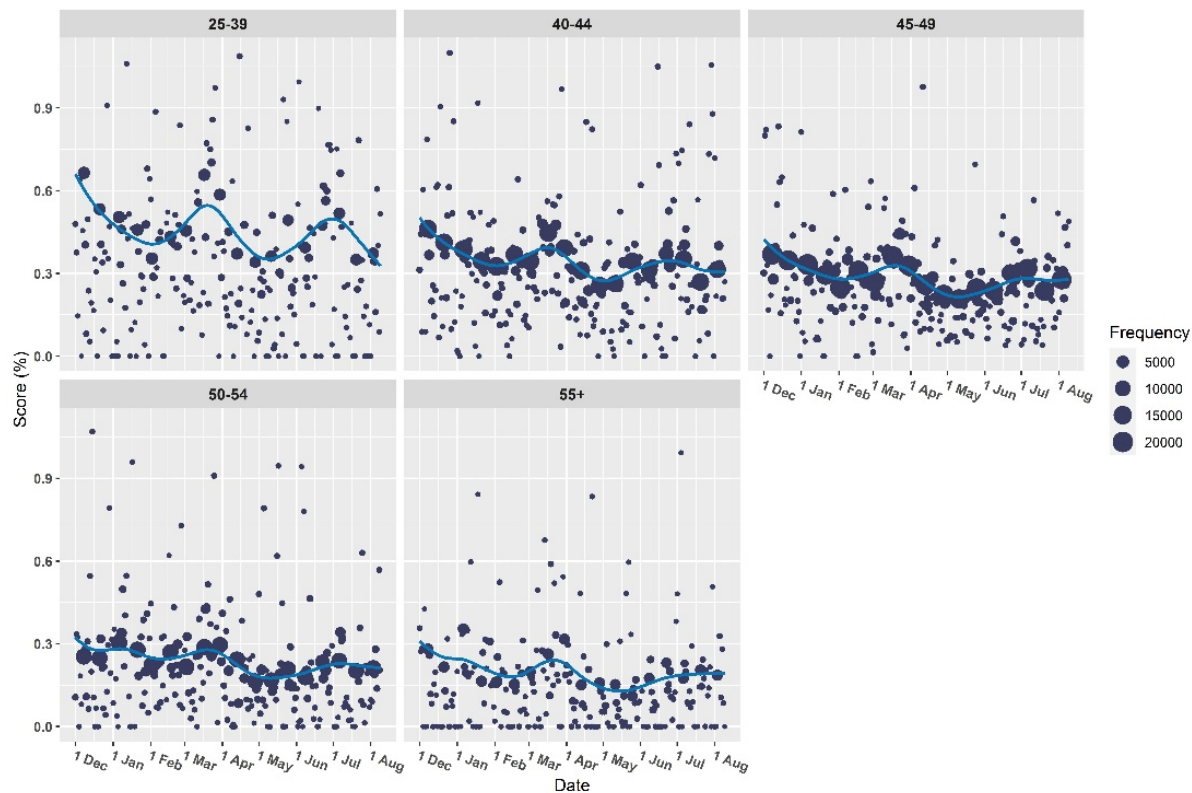 25-39
40-44
45-49
0.9
0.6
0.3
0.0
1 Dec
1 Jan
1 Feb
1 Mar
1 Apr
1 May
1 Jun
1 Jul
1 Aug
Frequency
5000
10000
15000
20000
Score (%)
50-54
55+
0.9
0.6
0.3
0.0
1 Dec
1 Jan
1 Feb
1 Mar
1 Apr
1 May
1 Jun
1 Jul
1 Aug
1 Dec
1 Jan
1 Feb
1 Mar
1 Apr
1 May
1 Jun
1 Jul
1 Aug
Date